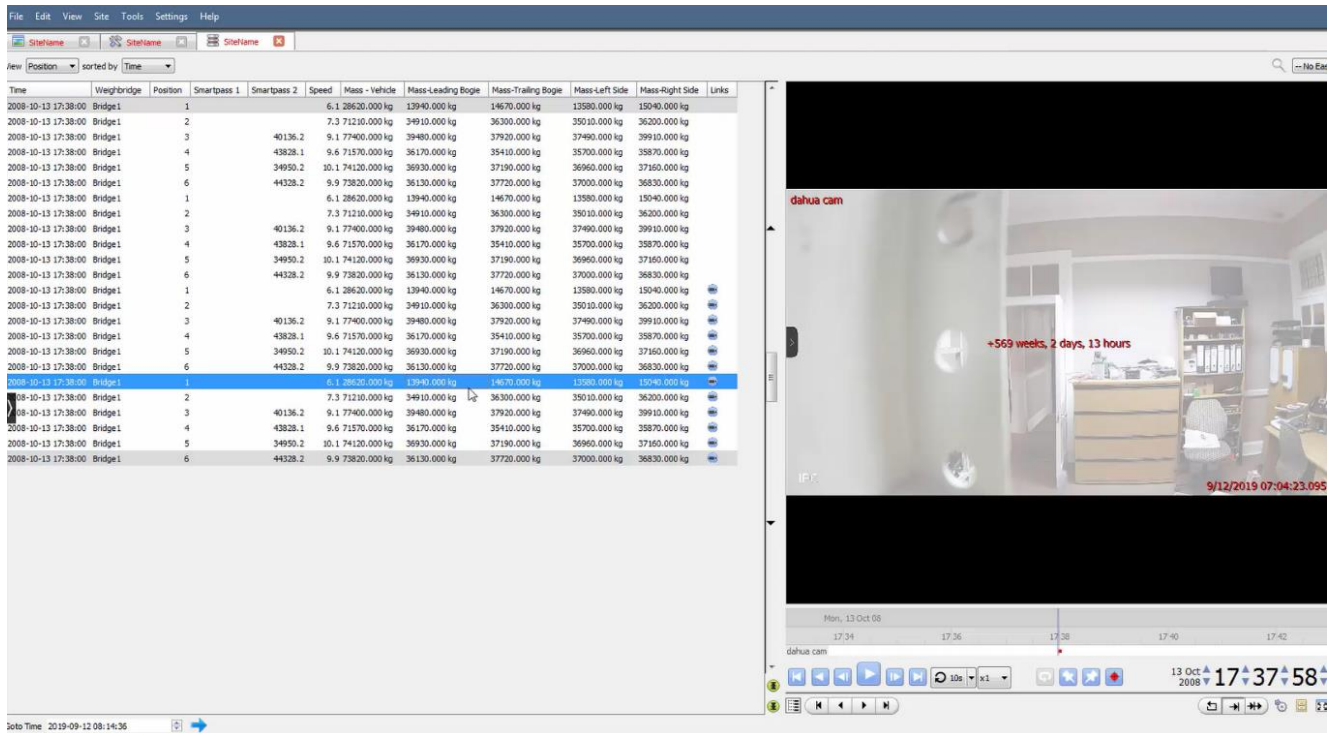 File Edit View Site Tools Settings Help
SiteName SiteName SiteName
View Position sorted by Time -- No Eas
Time Weighbridge Position Smartpass 1 Smartpass 2 Speed Mass - Vehicle Mass-Leading Bogie Mass-Trailing Bogie Mass-Left Side Mass-Right Side Links
2008-10-13 17:38:00 Bridge1 1 6.1 28620.000 kg 13940.000 kg 14670.000 kg 13580.000 kg 15040.000 kg
2008-10-13 17:38:00 Bridge1 2 7.3 71210.000 kg 34910.000 kg 36300.000 kg 35010.000 kg 36200.000 kg
2008-10-13 17:38:00 Bridge1 3 40136.2 9.1 77400.000 kg 39480.000 kg 37920.000 kg 37490.000 kg 39910.000 kg
2008-10-13 17:38:00 Bridge1 4 43828.1 9.6 71570.000 kg 36170.000 kg 35410.000 kg 35700.000 kg 35870.000 kg
2008-10-13 17:38:00 Bridge1 5 34950.2 10.1 74120.000 kg 36930.000 kg 37190.000 kg 36960.000 kg 37160.000 kg
2008-10-13 17:38:00 Bridge1 6 44328.2 9.9 73820.000 kg 36130.000 kg 37720.000 kg 37000.000 kg 36830.000 kg
2008-10-13 17:38:00 Bridge1 1 6.1 28620.000 kg 13940.000 kg 14670.000 kg 13580.000 kg 15040.000 kg
2008-10-13 17:38:00 Bridge1 2 7.3 71210.000 kg 34910.000 kg 36300.000 kg 35010.000 kg 36200.000 kg
2008-10-13 17:38:00 Bridge1 3 40136.2 9.1 77400.000 kg 39480.000 kg 37920.000 kg 37490.000 kg 39910.000 kg
2008-10-13 17:38:00 Bridge1 4 43828.1 9.6 71570.000 kg 36170.000 kg 35410.000 kg 35700.000 kg 35870.000 kg
2008-10-13 17:38:00 Bridge1 5 34950.2 10.1 74120.000 kg 36930.000 kg 37190.000 kg 36960.000 kg 37160.000 kg
2008-10-13 17:38:00 Bridge1 6 44328.2 9.9 73820.000 kg 36130.000 kg 37720.000 kg 37000.000 kg 36830.000 kg
2008-10-13 17:38:00 Bridge1 1 6.1 28620.000 kg 13940.000 kg 14670.000 kg 13580.000 kg 15040.000 kg
2008-10-13 17:38:00 Bridge1 2 7.3 71210.000 kg 34910.000 kg 36300.000 kg 35010.000 kg 36200.000 kg
2008-10-13 17:38:00 Bridge1 3 40136.2 9.1 77400.000 kg 39480.000 kg 37920.000 kg 37490.000 kg 39910.000 kg
2008-10-13 17:38:00 Bridge1 4 43828.1 9.6 71570.000 kg 36170.000 kg 35410.000 kg 35700.000 kg 35870.000 kg
2008-10-13 17:38:00 Bridge1 5 34950.2 10.1 74120.000 kg 36930.000 kg 37190.000 kg 36960.000 kg 37160.000 kg
2008-10-13 17:38:00 Bridge1 6 44328.2 9.9 73820.000 kg 36130.000 kg 37720.000 kg 37000.000 kg 36830.000 kg
2008-10-13 17:38:00 Bridge1 1 6.1 28620.000 kg 13940.000 kg 14670.000 kg 13580.000 kg 15040.000 kg
08-10-13 17:38:00 Bridge1 2 7.3 71210.000 kg 34910.000 kg 36300.000 kg 35010.000 kg 36200.000 kg
08-10-13 17:38:00 Bridge1 3 40136.2 9.1 77400.000 kg 39480.000 kg 37920.000 kg 37490.000 kg 39910.000 kg
2008-10-13 17:38:00 Bridge1 4 43828.1 9.6 71570.000 kg 36170.000 kg 35410.000 kg 35700.000 kg 35870.000 kg
2008-10-13 17:38:00 Bridge1 5 34950.2 10.1 74120.000 kg 36930.000 kg 37190.000 kg 36960.000 kg 37160.000 kg
2008-10-13 17:38:00 Bridge1 6 44328.2 9.9 73820.000 kg 36130.000 kg 37720.000 kg 37000.000 kg 36830.000 kg
dahua cam
+569 weeks, 2 days, 13 hours
9/12/2019 07:04:23.095
Mon, 13 Oct 08
17:34 17:36 17:38 17:40 17:42
dahua cam
10s x1
13 Oct 2008 17 37 58
Goto Time 2019-09-12 08:14:36